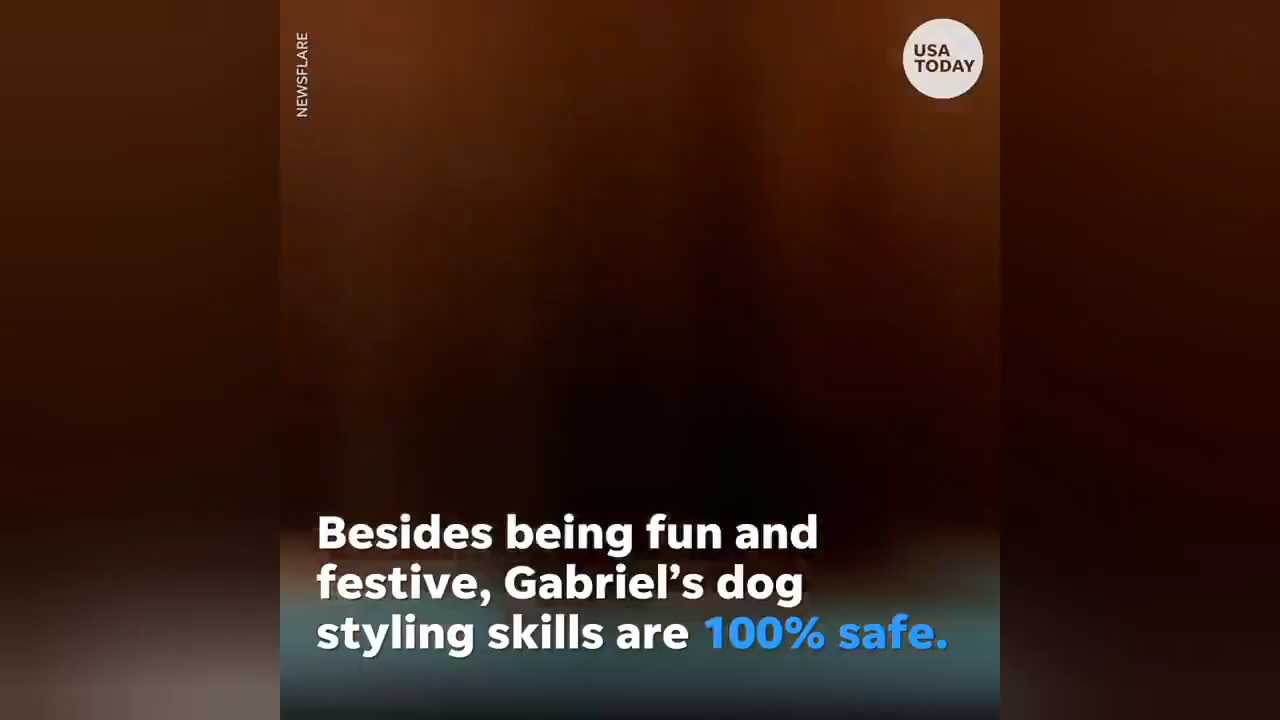 NEWSFLARE
USA
TODAY
Besides being fun and
festive, Gabriel’s dog
styling skills are 100% safe.